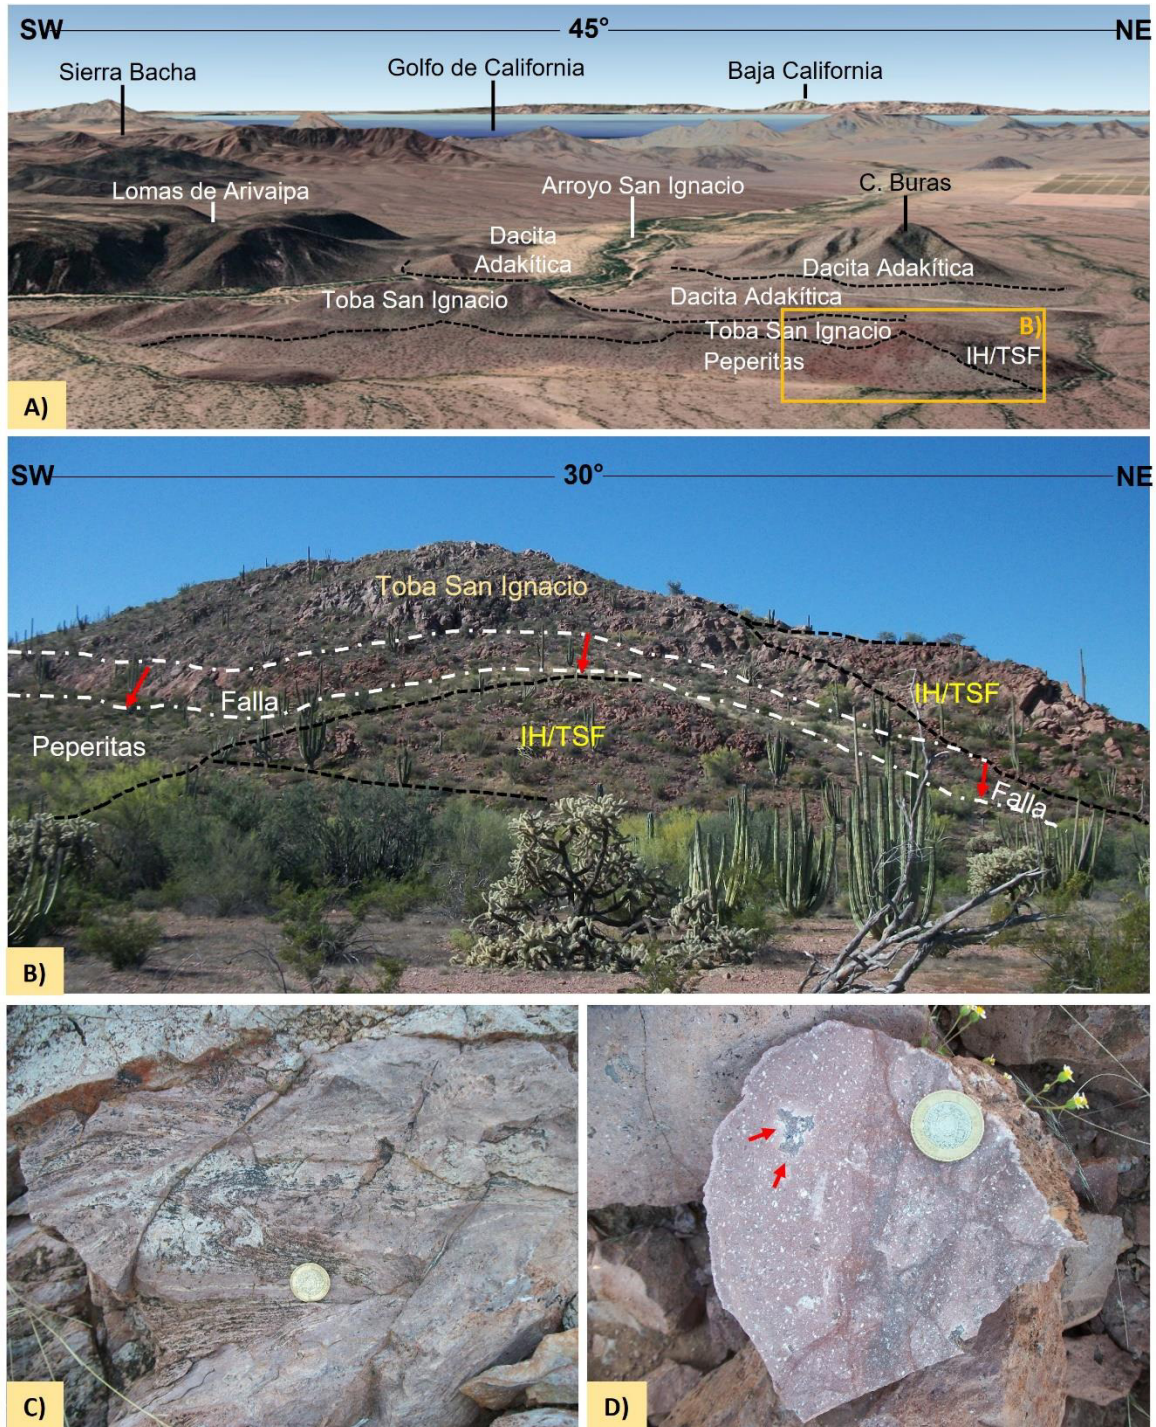 SW
45°
NE
Sierra Bacha
Golfo de California
Baja California
Lomas de Arivaipa
Arroyo San Ignacio
C. Buras
Dacita
Adakítica
Dacita Adakítica
Toba San Ignacio
Dacita Adakítica
Toba San Ignacio
B)
Peperitas
IH/TSF
A)
SW
30°
NE
Toba San Ignacio
Falla
IH/TSF
Peperitas
IH/TSF
Falla
B)
C)
D)